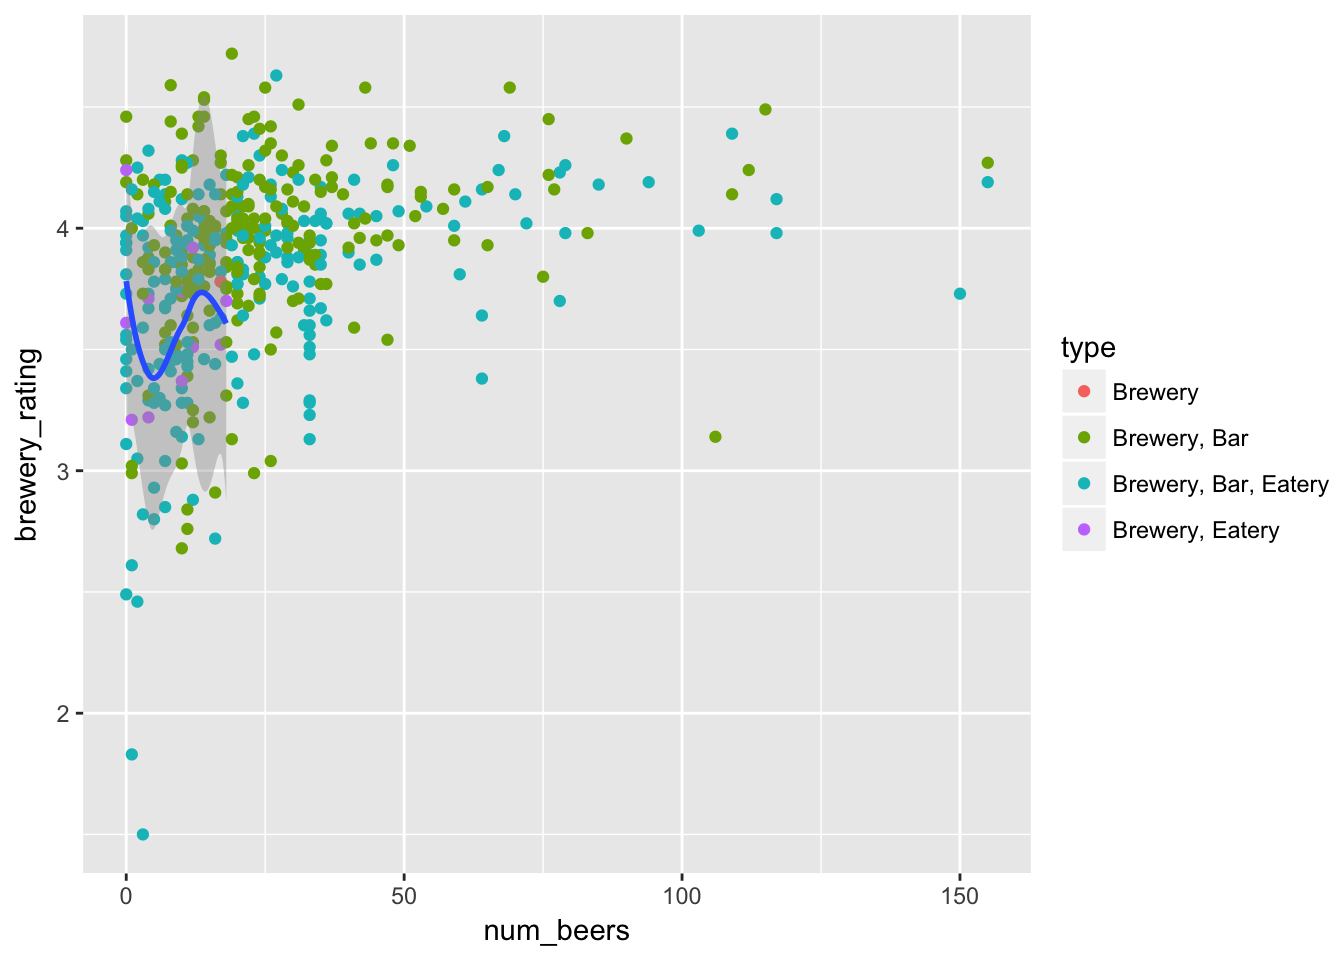 brewery_rating
4
3
2
0
50
100
150
num_beers
type
Brewery
Brewery, Bar
Brewery, Bar, Eatery
Brewery, Eatery